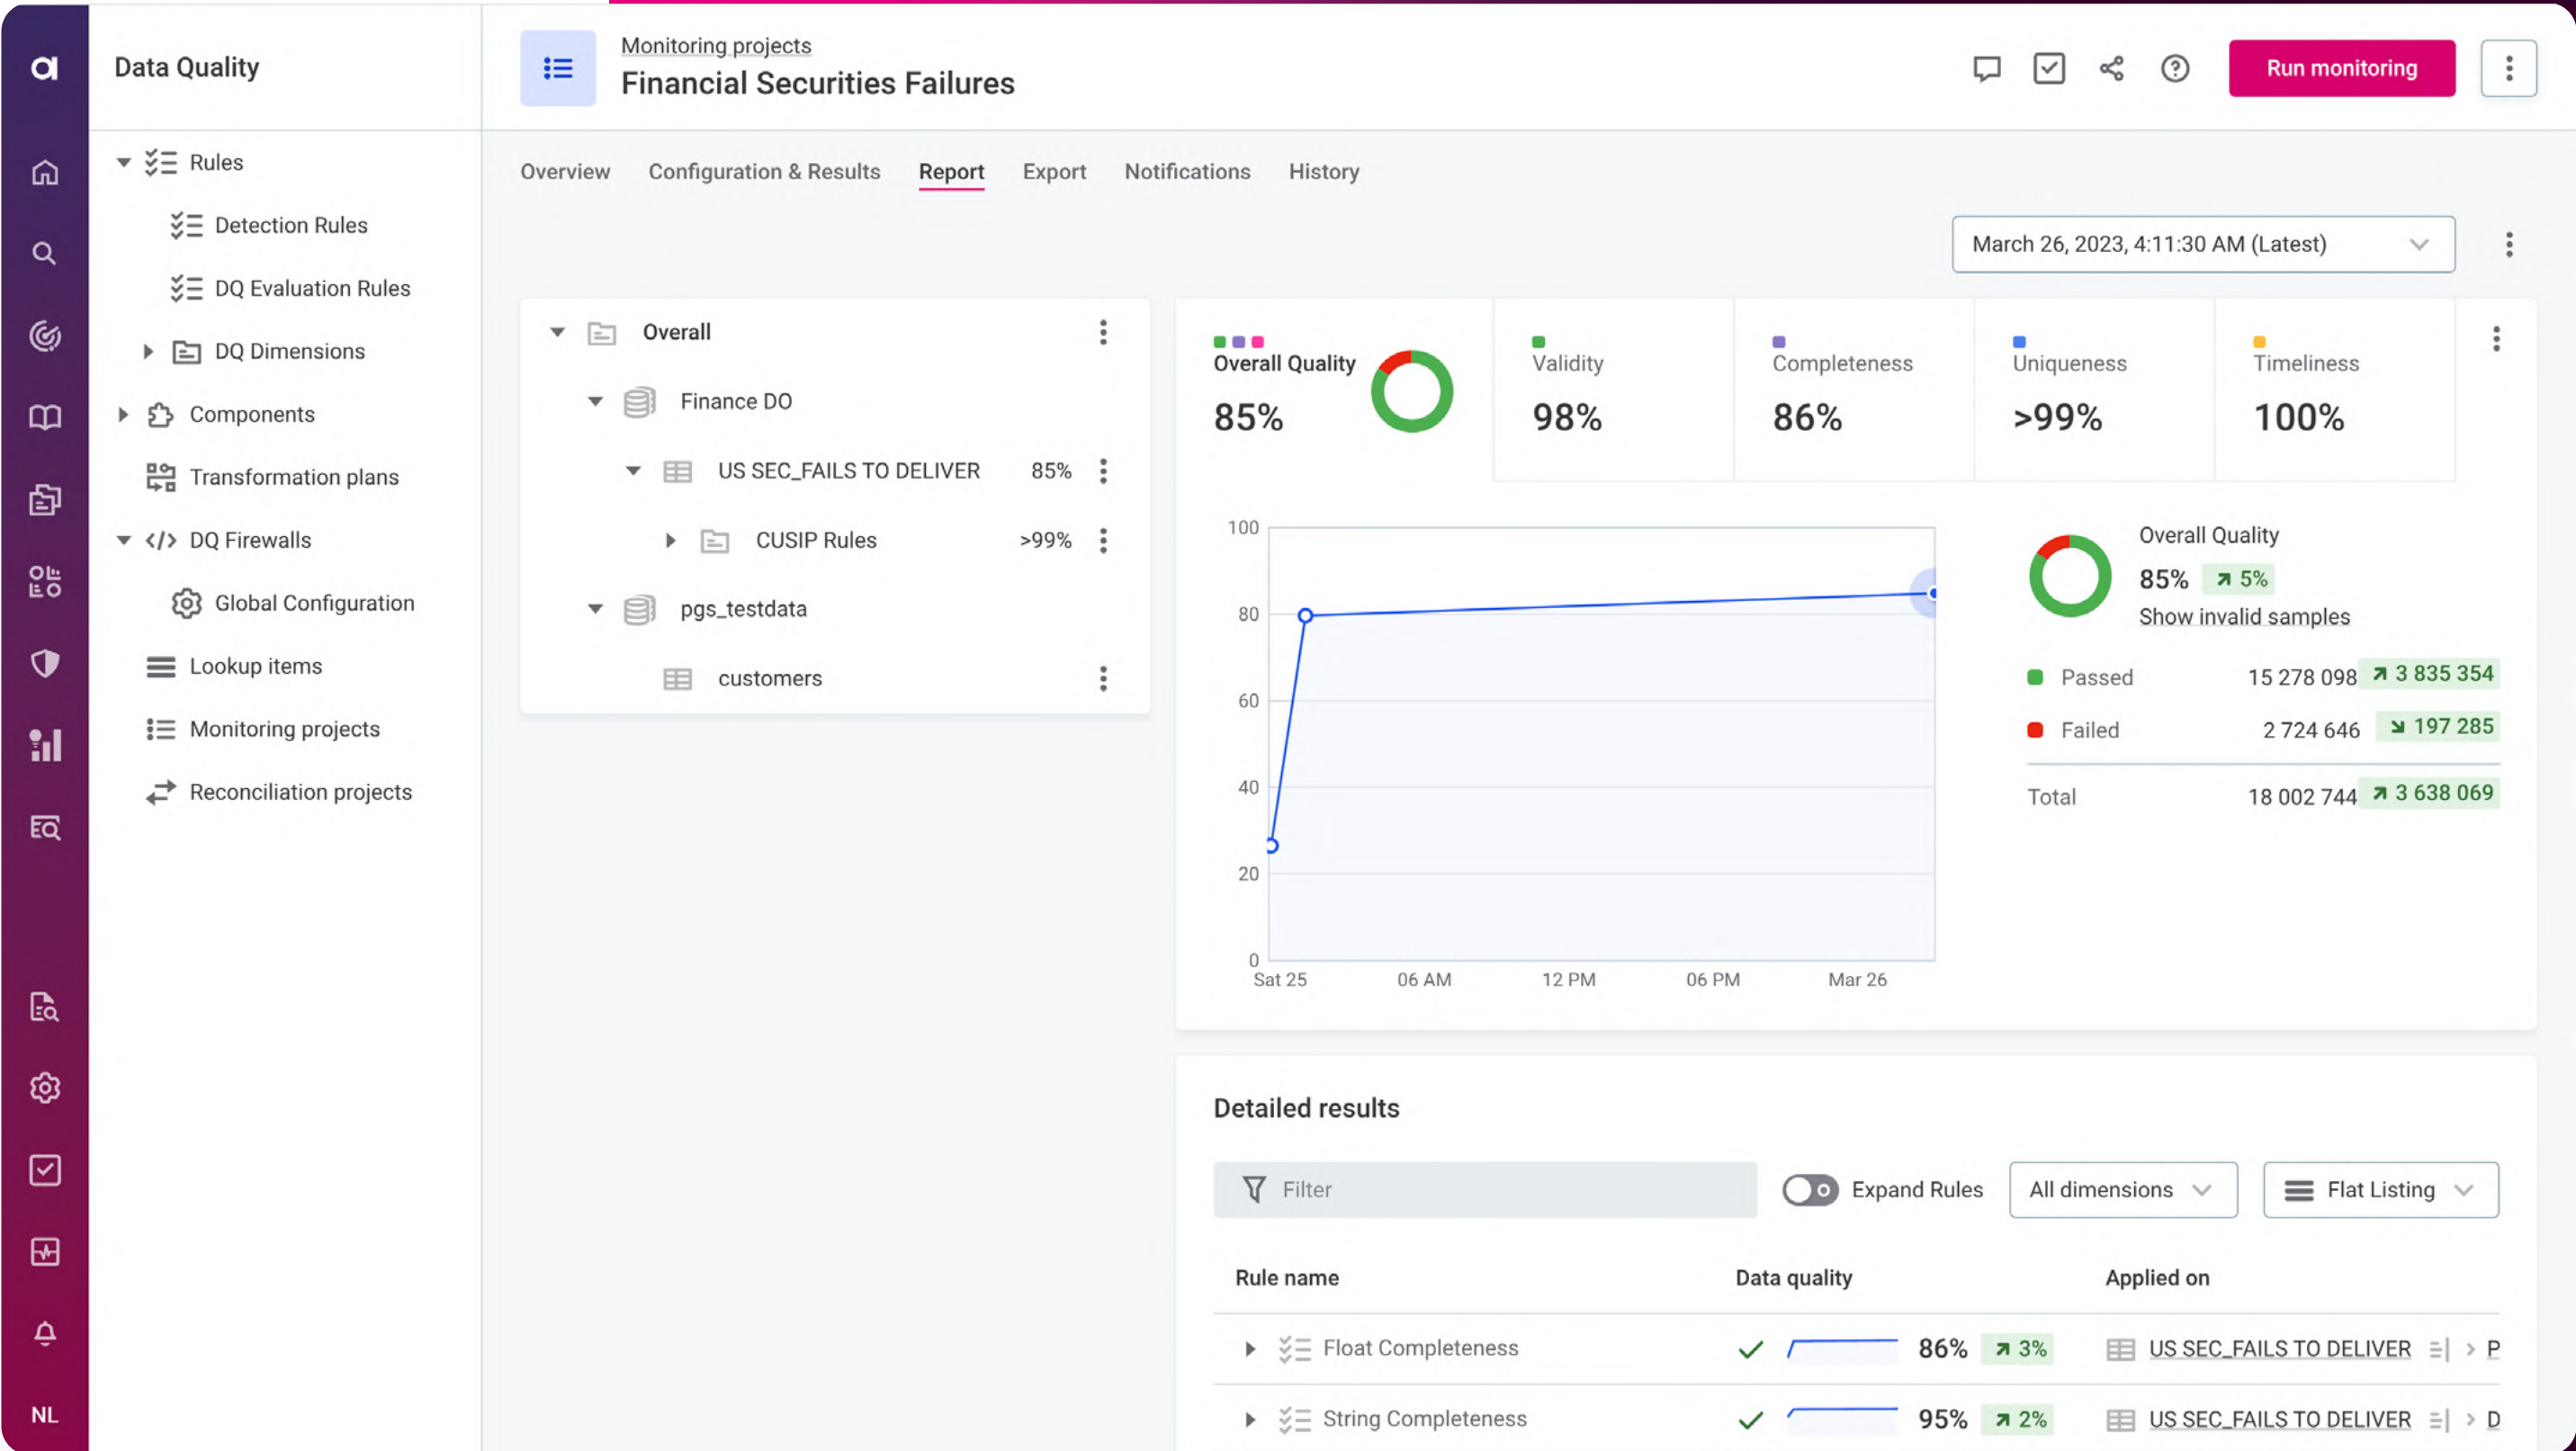 a
Data Quality
Monitoring projects
Financial Securities Failures
Run monitoring
Rules
Detection Rules
DQ Evaluation Rules
DQ Dimensions
Components
Transformation plans
DQ Firewalls
Global Configuration
Lookup items
Monitoring projects
Reconciliation projects
NL
Overview Configuration & Results Report Export Notifications History
March 26, 2023, 4:11:30 AM (Latest)
Overall
Finance DO
US SEC_FAILS TO DELIVER 85%
CUSIP Rules >99%
pgs_testdata
customers
Overall Quality
85%
Validity
98%
Completeness
86%
Uniqueness
>99%
Timeliness
100%
100
80
60
40
20
0
Sat 25 06 AM 12 PM 06 PM Mar 26
Overall Quality
85% 5%
Show invalid samples
Passed 15 278 098 3 835 354
Failed 2 724 646 197 285
Total 18 002 744 3 638 069
Detailed results
Filter Expand Rules All dimensions Flat Listing
Rule name Data quality Applied on
Float Completeness 86% 3% US SEC_FAILS TO DELIVER > P
String Completeness 95% 2% US SEC_FAILS TO DELIVER > D